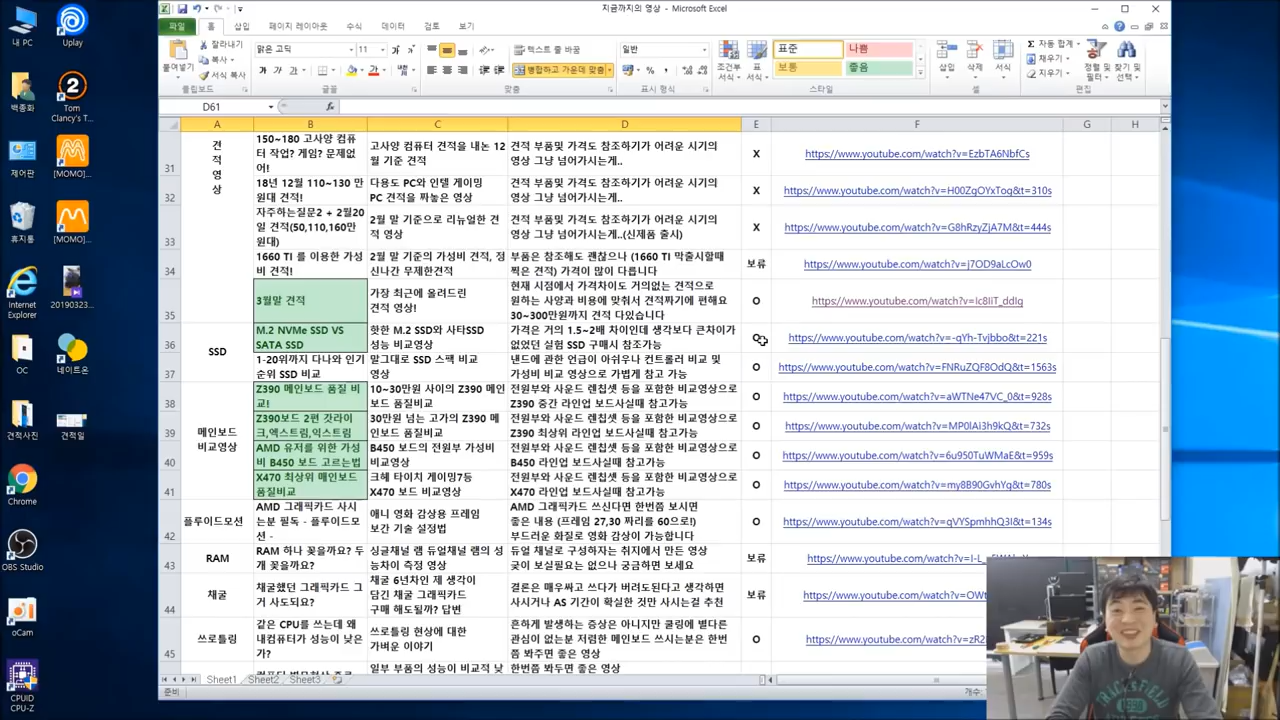 지금까지의 영상 - Microsoft Excel
파일 홈 삽입 페이지 레이아웃 수식 데이터 검토 보기
내 PC
Uplay
백종화
Tom
Clancy's T...
제어판
[MOMO]...
휴지통
[MOMO]...
Internet
Explorer
20190323...
OC
네이트온
견적사진
견적일
Chrome
OBS Studio
oCam
CPUID
CPU-Z
붙여넣기
잘라내기
복사
서식 복사
클립보드
맑은 고딕 11
가 가 가
글꼴
텍스트 줄 바꿈
병합하고 가운데 맞춤
맞춤
일반
표시 형식
조건부
서식
표
서식
표준 나쁨
보통 좋음
스타일
삽입 삭제 서식
셀
Σ 자동 합계
채우기
지우기
정렬 및
필터
찾기 및
선택
편집
D61 fx
A B C D E F G H
31
견
적
영
상
150~180 고사양 컴퓨
터 작업? 게임? 문제없
어!
고사양 컴퓨터 견적을 내논 12
월 기준 견적
견적 부품및 가격도 참조하기가 어려운 시기의
영상 그냥 넘어가시는게..
X
https://www.youtube.com/watch?v=EzbTA6NbfCs
32
18년 12월 110~130 만
원대 견적!
다용도 PC와 인텔 게이밍
PC 견적을 짜놓은 영상
견적 부품및 가격도 참조하기가 어려운 시기의
영상 그냥 넘어가시는게..
X
https://www.youtube.com/watch?v=H00ZgOYxTog&t=310s
33
자주하는질문2 + 2월20
일 견적(50,110,160만
원대)
2월 말 기준으로 리뉴얼한 견
적 영상
견적 부품및 가격도 참조하기가 어려운 시기의
영상 그냥 넘어가시는게..(신제품 출시)
X
https://www.youtube.com/watch?v=G8hRzyZjA7M&t=444s
34
1660 TI 를 이용한 가성
비 견적!
2월 말 기준의 가성비 견적, 정
신나간 무제한견적
부품은 참조해도 괜찮으나 (1660 TI 막출시할때
찍은 견적) 가격이 많이 다릅니다
보류
https://www.youtube.com/watch?v=j7OD9aLcOw0
35
3월말 견적
가장 최근에 올려드린
견적 영상!
현재 시점에서 가격차이도 거의없는 견적으로
원하는 사양과 비용에 맞춰서 견적짜기에 편해요
30~300만원까지 견적 다있습니다
O
https://www.youtube.com/watch?v=Ic8IIT_ddIg
36
SSD
M.2 NVMe SSD VS
SATA SSD
핫한 M.2 SSD와 사타SSD
성능 비교영상
가격은 거의 1.5~2배 차이인데 생각보다 큰차이가
없었던 실험 SSD 구매시 참조가능
O
https://www.youtube.com/watch?v=-qYh-Tvjbbo&t=221s
37
1-20위까지 다나와 인기
순위 SSD 비교
말그대로 SSD 스팩 비교
낸드에 관한 언급이 아쉬우나 컨트롤러 비교 및
가성비 비교 영상으로 가볍게 참고 가능
O
https://www.youtube.com/watch?v=FNRuZQF8OdQ&t=1563s
38
메인보드
비교영상
Z390 메인보드 품질 비
교!
10~30만원 사이의 Z390 메인
보드 품질비교
전원부와 사운드 렌칩셋 등을 포함한 비교영상으로
Z390 중간 라인업 보드사실때 참고가능
O
https://www.youtube.com/watch?v=aWTNe47VC_0&t=928s
39
Z390보드 2편 갓라이
크,엑스트림,익스트림
30만원 넘는 고가의 Z390 메
인보드 품질비교
전원부와 사운드 렌칩셋 등을 포함한 비교영상으로
Z390 최상위 라인업 보드사실때 참고가능
O
https://www.youtube.com/watch?v=MP0lAi3h9kQ&t=732s
40
AMD 유저를 위한 가성
비 B450 보드 고르는법
B450 보드의 전원부 가성비
비교영상
전원부와 사운드 렌칩셋 등을 포함한 비교영상으로
B450 라인업 보드사실때 참고가능
O
https://www.youtube.com/watch?v=6u950TuWMaE&t=959s
41
X470 최상위 매인보드
품질비교
크헤 타이치 게이밍7등
X470 보드 비교영상
전원부와 사운드 렌칩셋 등을 포함한 비교영상으로
X470 라인업 보드사실때 참고가능
O
https://www.youtube.com/watch?v=my8B90GvhYg&t=780s
42
플루이드모션
AMD 그래픽카드 사시
는분 필독 - 플루이드모
션 -
애니 영화 감상용 프레임
보간 기술 설정법
AMD 그래픽카드 쓰신다면 한번쯤 보시면
좋은 내용 (프레임 27,30 짜리를 60으로!)
부드러운 화질로 영화 감상이 가능한니다
O
https://www.youtube.com/watch?v=qVYSpmhhQ3I&t=134s
43
RAM
RAM 하나 꽂을까요? 두
개 꽂을까요?
싱글채널 램 듀얼채널 램의 성
능차이 측정 영상
듀얼 채널로 구성하자는 취지에서 만든 영상
굊이 보실필요는 없으나 궁금하면 보세요
보류
https://www.youtube.com/watch?v=I-L_
44
채굴
채굴했던 그래픽카드 그
거 사도되요?
채굴 6년차인 제 생각이
담긴 채굴 그래픽카드
구매 해도될까? 답변
결론은 매우싸고 쓰다가 버려도된다고 생각하면
사시거나 AS 기간이 확실한 것만 사시는걸 추천
보류
https://www.youtube.com/watch?v=OWt
45
쓰로틀링
같은 CPU를 쓰는데 왜
내컴퓨터가 성능이 낮은
가?
쓰로틀링 현상에 대한
가벼운 이야기
흔하게 발생하는 증상은 아니지만 쿨링에 별다른
관심이 없는분 저렴한 메인보드 쓰시는분은 한번
쯤 봐주면 좋은 영상
O
https://www.youtube.com/watch?v=zR2
일부 부품의 성능이 비교적 낮
한번쯤 봐두면 좋은 영상
Sheet1 Sheet2 Sheet3
준비
개수:
TRACK&FIELD